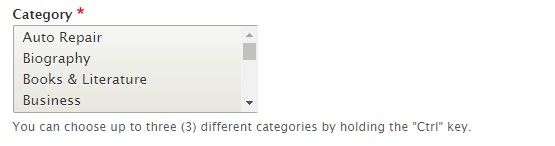 Category *
Auto Repair
Biography
Books & Literature
Business
You can choose up to three (3) different categories by holding the "Ctrl" key.